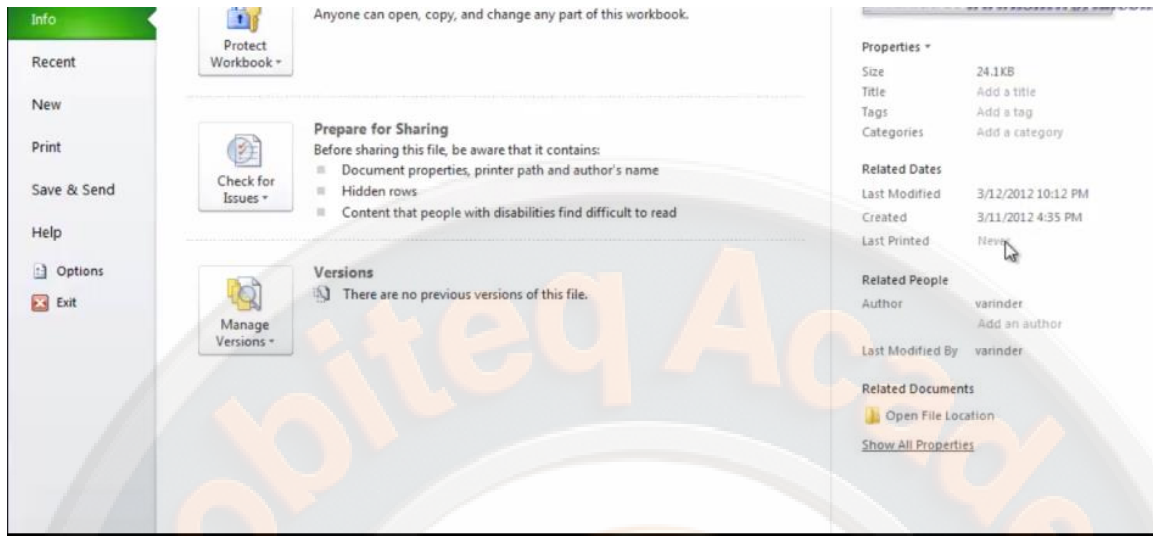 Info
Recent
New
Print
Save & Send
Help
Options
Exit
Protect
Workbook
Anyone can open, copy, and change any part of this workbook.
Check for
Issues
Prepare for Sharing
Before sharing this file, be aware that it contains:
Document properties, printer path and author's name
Hidden rows
Content that people with disabilities find difficult to read
Manage
Versions
Versions
There are no previous versions of this file.
Properties
Size 24.1KB
Title Add a title
Tags Add a tag
Categories Add a category
Related Dates
Last Modified 3/12/2012 10:12 PM
Created 3/11/2012 4:35 PM
Last Printed Never
Related People
Author varinder
Add an author
Last Modified By varinder
Related Documents
Open File Location
Show All Properties
obiteq Acade